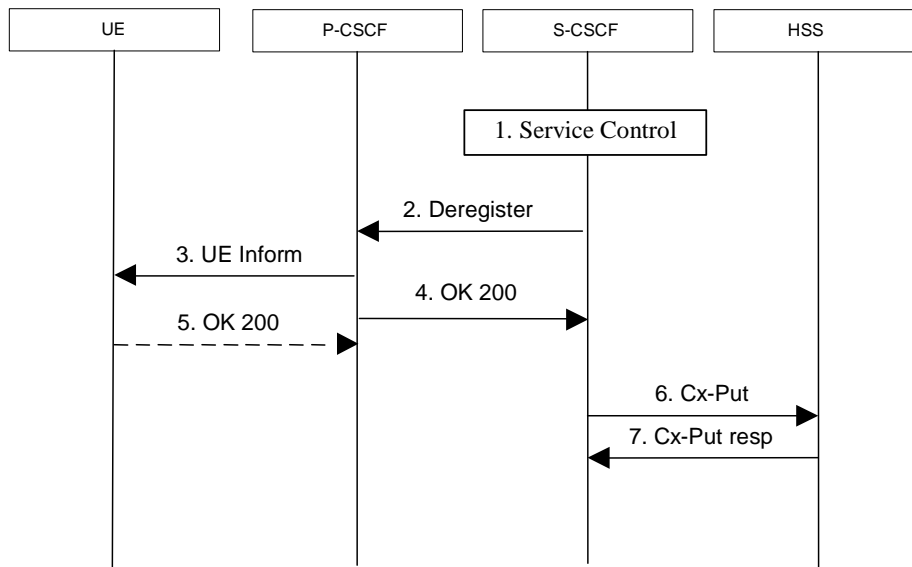 UE
P-CSCF
S-CSCF
HSS
1. Service Control
2. Deregister
3. UE Inform
4. OK 200
5. OK 200
6. Cx-Put
7. Cx-Put resp